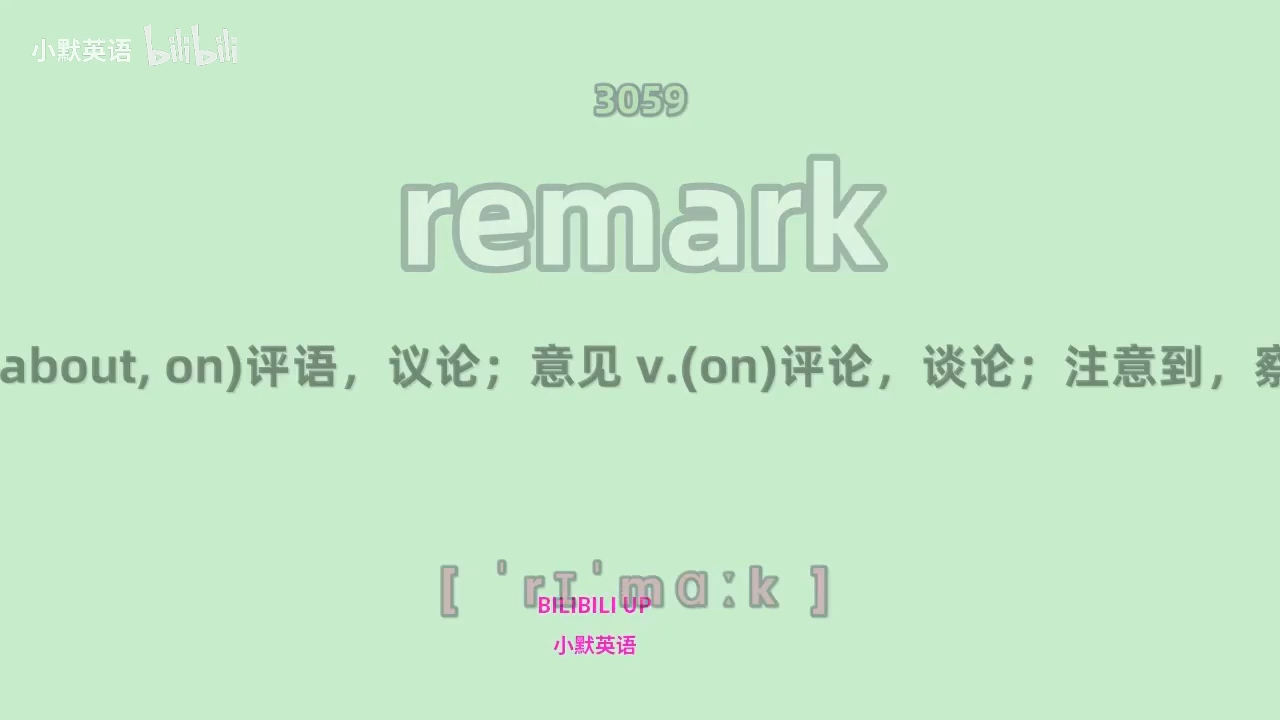 小默英语 bilibili
3059
remark
about, on)评语，议论；意见 v.(on)评论，谈论；注意到，察
[ ˈrɪˈmɑːk ]
BILIBILI UP
小默英语